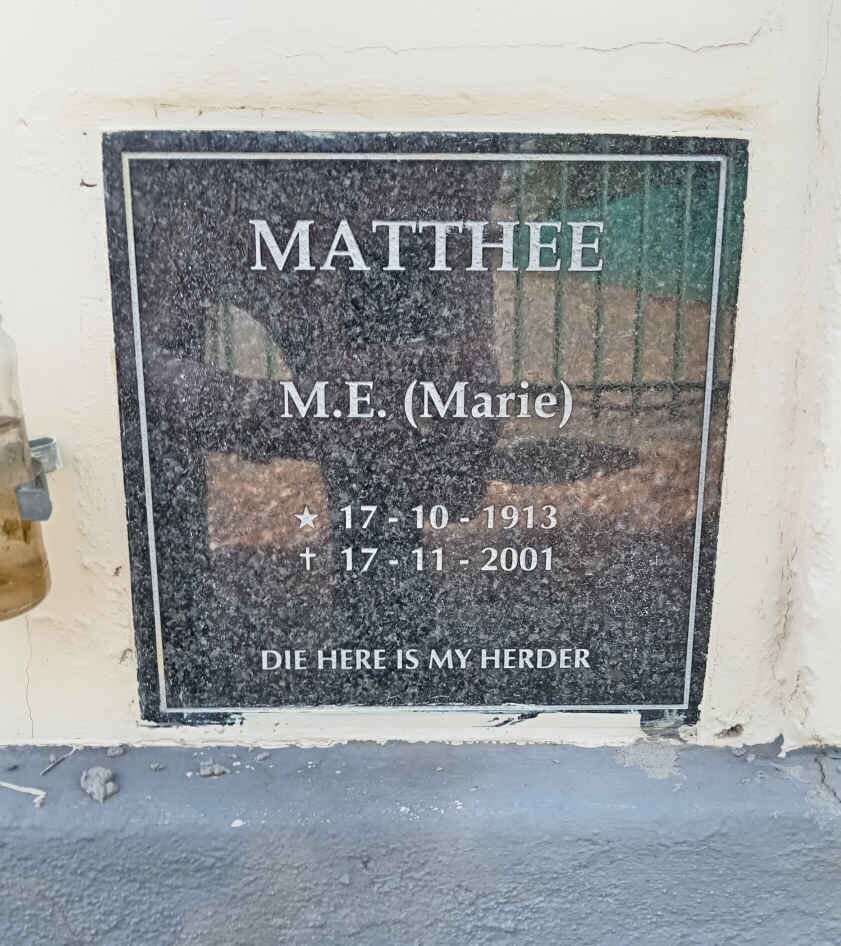 MATTHEE
M.E. (Marie)
★ 17 - 10 - 1913
✝ 17 - 11 - 2001
DIE HERE IS MY HERDER